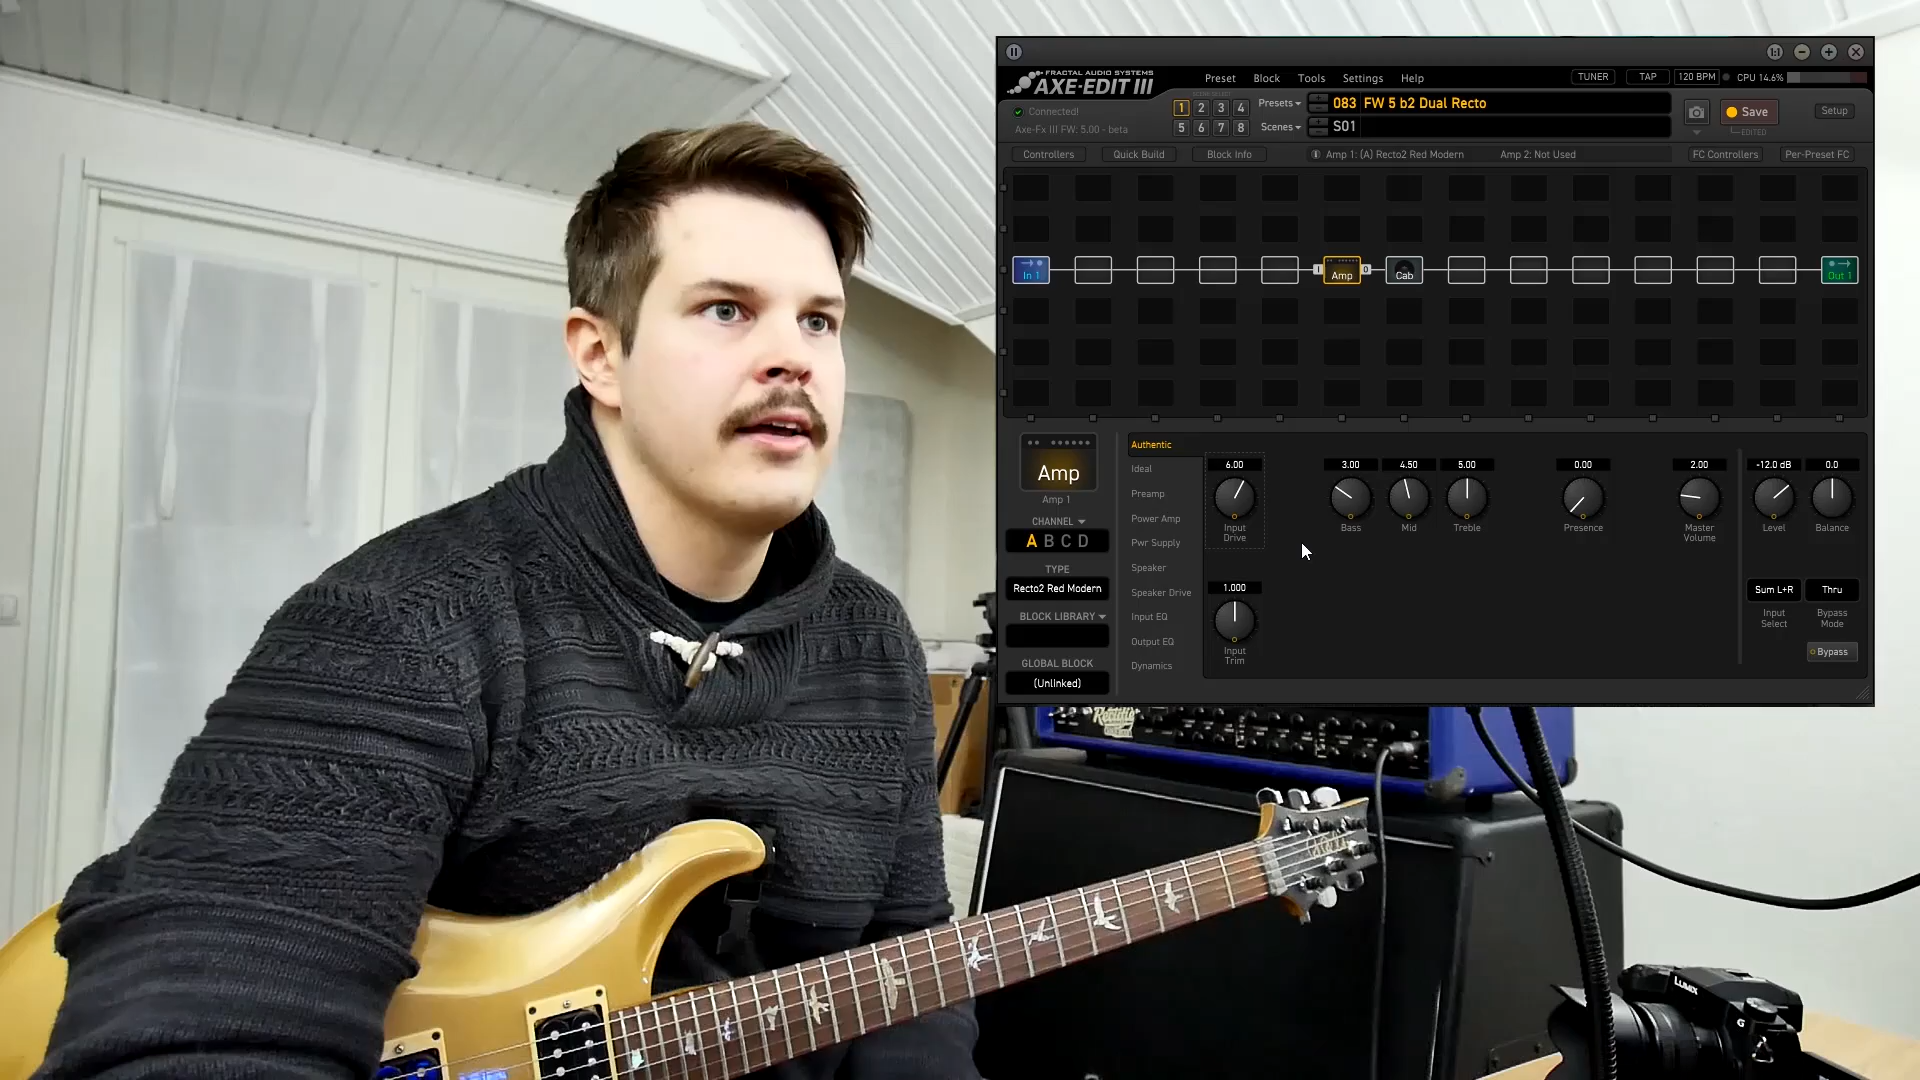 FRACTAL AUDIO SYSTEMS
AXE-EDIT III
Preset Block Tools Settings Help
TUNER TAP 120 BPM CPU 14.6%
Connected!
Axe-Fx III FW: 5.00 - beta
SCENE SELECT
1 2 3 4
5 6 7 8
Presets 083 FW 5 b2 Dual Recto
Scenes S01
Save
EDITED
Setup
Controllers Quick Build Block Info Amp 1: (A) Recto2 Red Modern Amp 2: Not Used FC Controllers Per-Preset FC
In 1 Amp Cab Out 1
Amp
Amp 1
CHANNEL
A B C D
TYPE
Recto2 Red Modern
BLOCK LIBRARY
GLOBAL BLOCK
(Unlinked)
Authentic
Ideal
Preamp
Power Amp
Pwr Supply
Speaker
Speaker Drive
Input EQ
Output EQ
Dynamics
6.00 3.00 4.50 5.00 0.00 2.00 -12.0 dB 0.0
Input Drive Bass Mid Treble Presence Master Volume Level Balance
1.000
Input Trim
Sum L+R Thru
Input Select Bypass Mode
Bypass
LUMIX
G